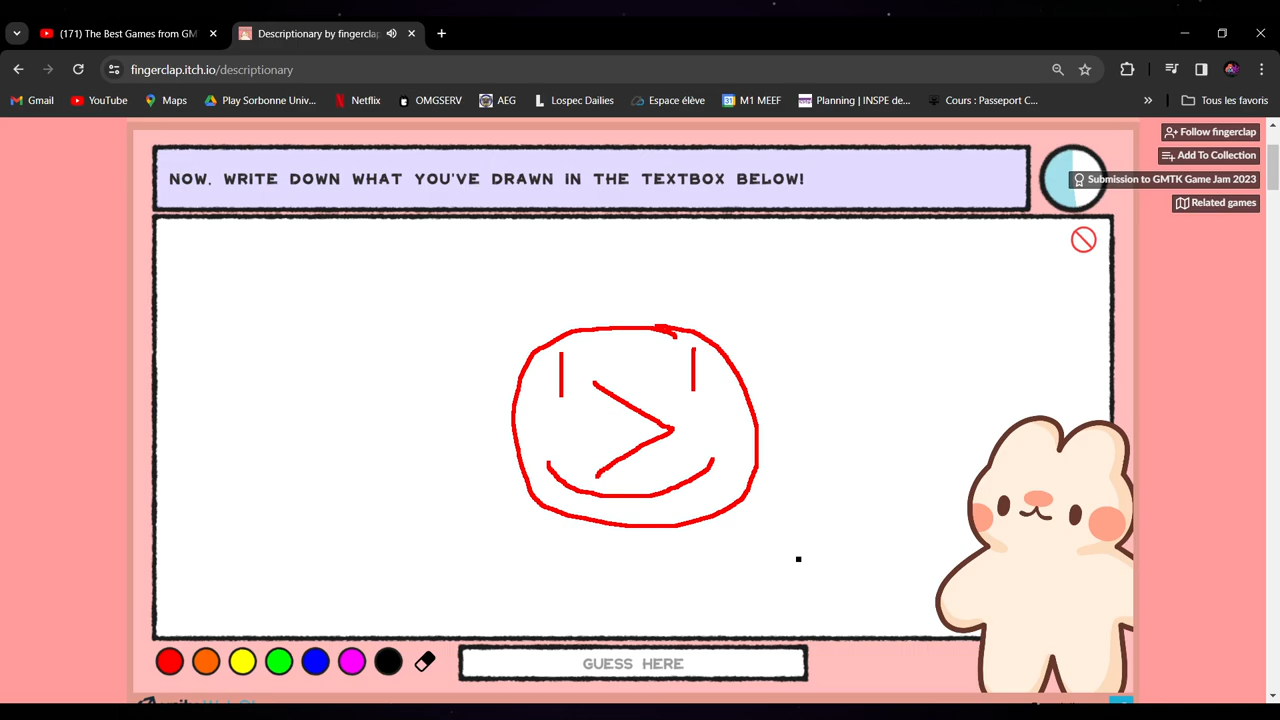 (171) The Best Games from GM
Descriptionary by fingercla
fingerclap.itch.io/descriptionary
Gmail
YouTube
Maps
Play Sorbonne Univ...
Netflix
OMGSERV
AEG
Lospec Dailies
Espace élève
31 M1 MEEF
Planning | INSPE de...
Cours : Passeport C...
»
Tous les favoris
Follow fingerclap
Add To Collection
Submission to GMTK Game Jam 2023
Related games
NOW, WRITE DOWN WHAT YOU'VE DRAWN IN THE TEXTBOX BELOW!
GUESS HERE